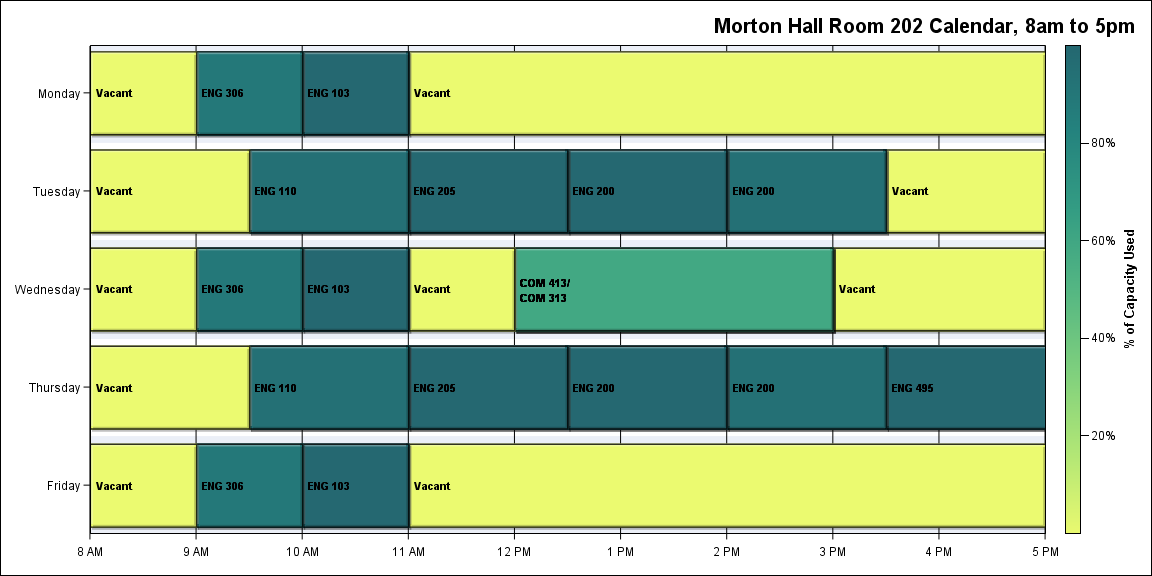 Morton Hall Room 202 Calendar, 8am to 5pm
Monday
Vacant
ENG 306
ENG 103
Vacant
Tuesday
Vacant
ENG 110
ENG 205
ENG 200
ENG 200
Vacant
Wednesday
Vacant
ENG 306
ENG 103
Vacant
COM 413/
COM 313
Vacant
Thursday
Vacant
ENG 110
ENG 205
ENG 200
ENG 200
ENG 495
Friday
Vacant
ENG 306
ENG 103
Vacant
8 AM
9 AM
10 AM
11 AM
12 PM
1 PM
2 PM
3 PM
4 PM
5 PM
80%
60%
40%
20%
% of Capacity Used